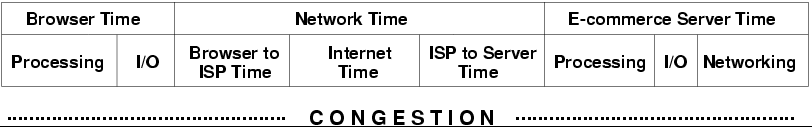 Browser Time Network Time E-commerce Server Time
Processing I/O Browser to ISP Time Internet Time ISP to Server Time Processing I/O Networking
CONGESTION